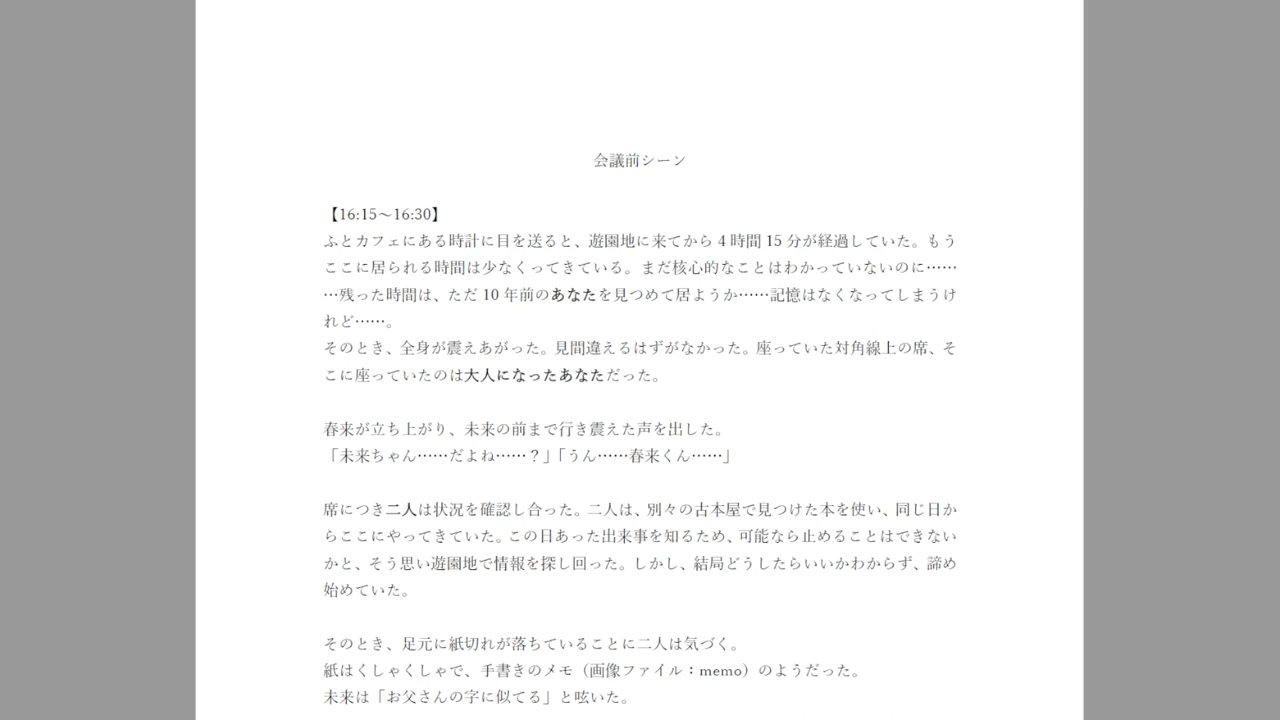 会議前シーン
【16:15～16:30】
ふとカフェにある時計に目を送ると、遊園地に来てから 4 時間 15 分が経過していた。もう
ここに居られる時間は少なくってきている。まだ核心的なことはわかっていないのに……
…残った時間は、ただ 10 年前のあなたを見つめて居ようか……記憶はなくなってしまうけ
れど……。
そのとき、全身が震えあがった。見間違えるはずがなかった。座っていた対角線上の席、そ
こに座っていたのは大人になったあなただった。
春来が立ち上がり、未来の前まで行き震えた声を出した。
「未来ちゃん……だよね……？」「うん……春来くん……」
席につき二人は状況を確認し合った。二人は、別々の古本屋で見つけた本を使い、同じ日か
らここにやってきていた。この日あった出来事を知るため、可能なら止めることはできない
かと、そう思い遊園地で情報を探し回った。しかし、結局どうしたらいいかわからず、諦め
始めていた。
そのとき、足元に紙切れが落ちていることに二人は気づく。
紙はくしゃくしゃで、手書きのメモ（画像ファイル：memo）のようだった。
未来は「お父さんの字に似てる」と呟いた。